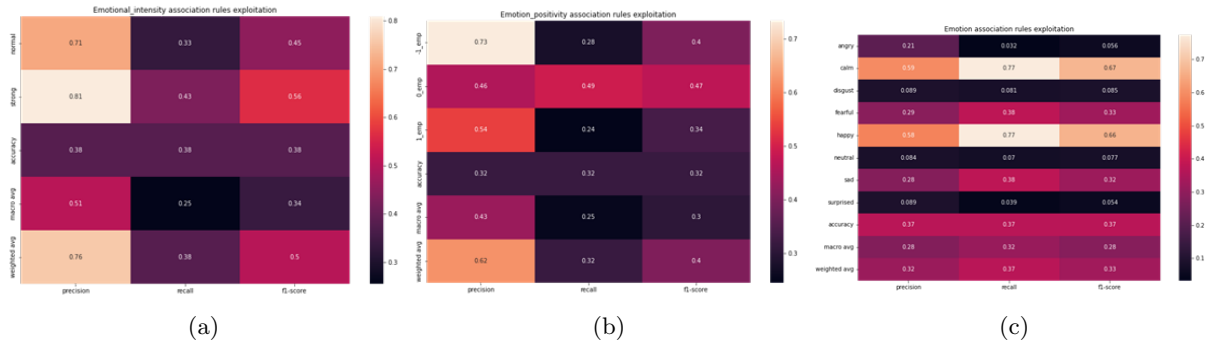 Emotional_intensity association rules exploitation
normal 0.71 0.33 0.45
strong 0.81 0.43 0.56
accuracy 0.38 0.38 0.38
macro avg 0.51 0.25 0.34
weighted avg 0.76 0.38 0.5
precision recall f1-score
0.8
0.7
0.6
0.5
0.4
0.3
(a)
Emotion_positivity association rules exploitation
-1_emp 0.73 0.28 0.4
0_emp 0.46 0.49 0.47
1_emp 0.54 0.24 0.34
accuracy 0.32 0.32 0.32
macro avg 0.43 0.25 0.3
weighted avg 0.62 0.32 0.4
precision recall f1-score
0.7
0.6
0.5
0.4
0.3
(b)
Emotion association rules exploitation
angry 0.21 0.032 0.056
calm 0.59 0.77 0.67
disgust 0.089 0.081 0.085
fearful 0.29 0.38 0.33
happy 0.58 0.77 0.66
neutral 0.084 0.07 0.077
sad 0.28 0.38 0.32
surprised 0.089 0.039 0.054
accuracy 0.37 0.37 0.37
macro avg 0.28 0.32 0.28
weighted avg 0.32 0.37 0.33
precision recall f1-score
0.7
0.6
0.5
0.4
0.3
0.2
0.1
(c)